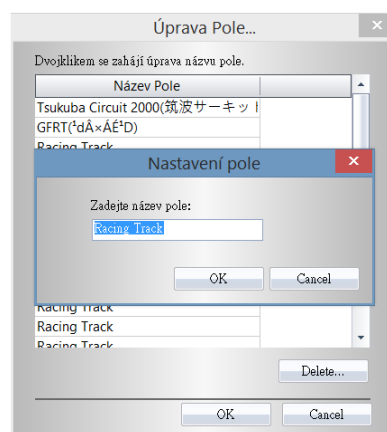 Úprava Pole...
Dvojklikem se zahájí úprava názvu pole.
Název Pole
Tsukuba Circuit 2000(筑波サーキット
GFRT(¹dÂ×ÁÉ¹D)
Racing Track
Nastavení pole
Zadejte název pole:
Racing Track
OK Cancel
Racing Track
Racing Track
Racing Track
Delete...
OK Cancel